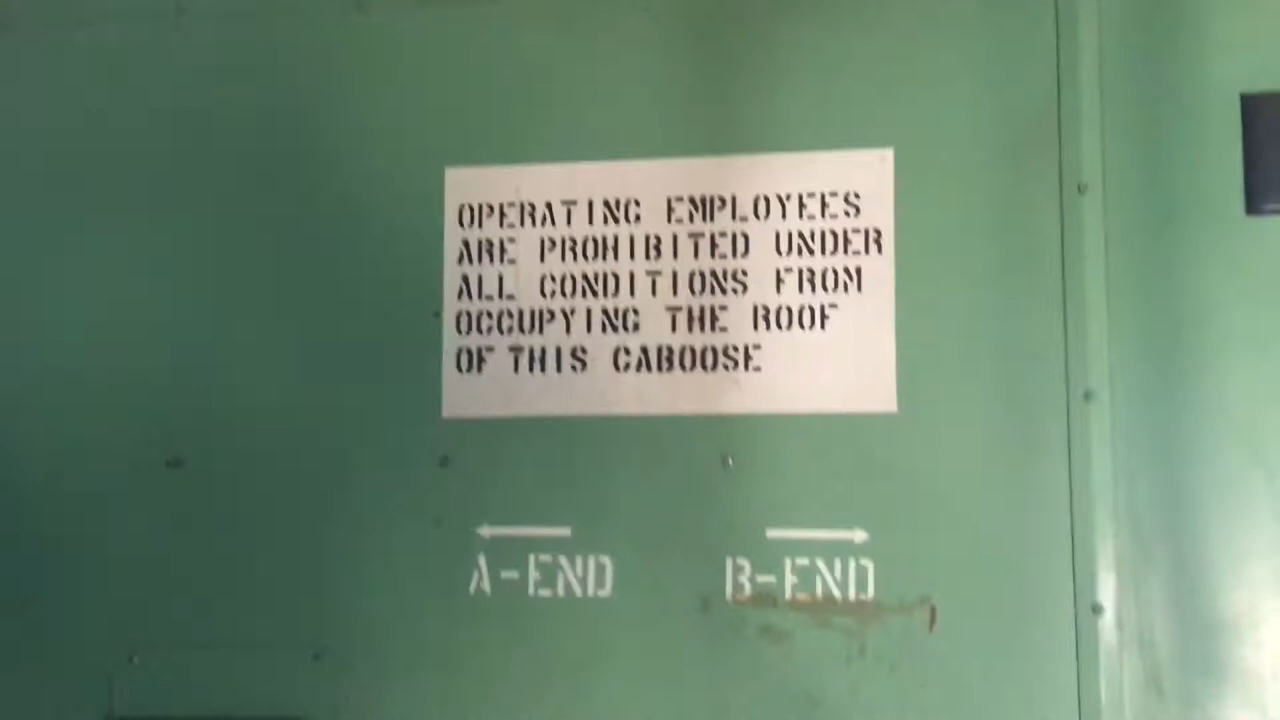 OPERATING EMPLOYEES
ARE PROHIBITED UNDER
ALL CONDITIONS FROM
OCCUPYING THE ROOF
OF THIS CABOOSE
A-END B-END